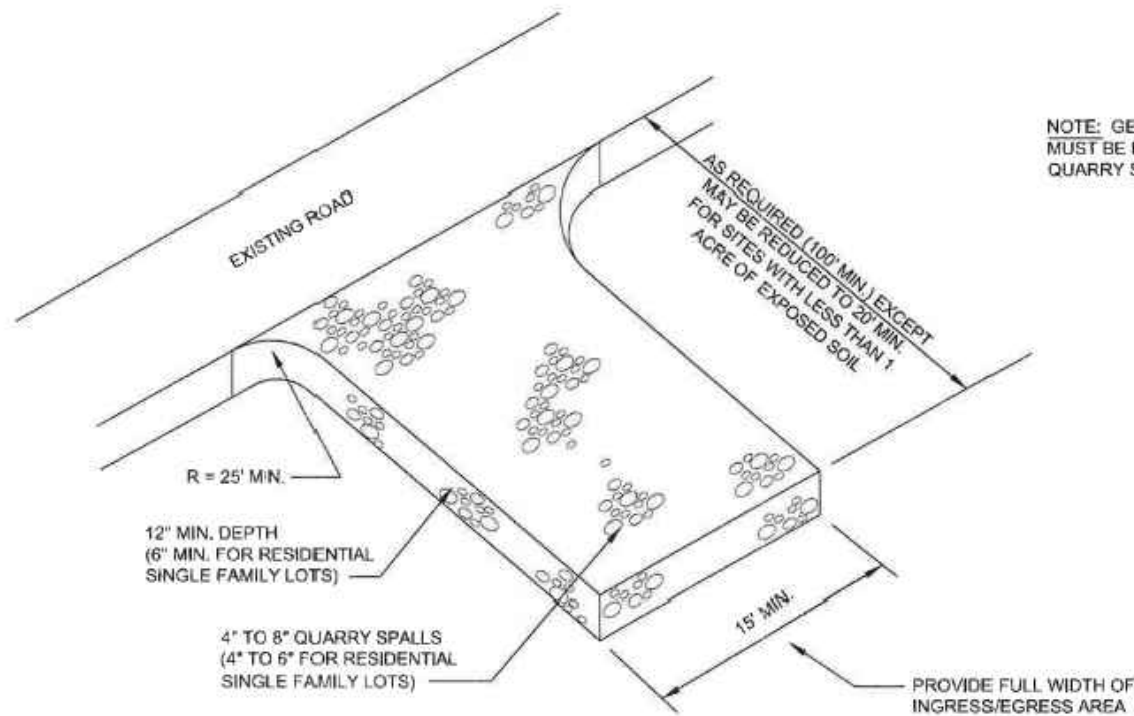 NOTE: GE
MUST BE
QUARRY S
EXISTING ROAD
AS REQUIRED (100' MIN.) EXCEPT
MAY BE REDUCED TO 20' MIN.
FOR SITES WITH LESS THAN 1
ACRE OF EXPOSED SOIL
R = 25' MIN.
12" MIN. DEPTH
(6" MIN. FOR RESIDENTIAL
SINGLE FAMILY LOTS)
4" TO 8" QUARRY SPALLS
(4" TO 6" FOR RESIDENTIAL
SINGLE FAMILY LOTS)
15' MIN.
PROVIDE FULL WIDTH OF
INGRESS/EGRESS AREA